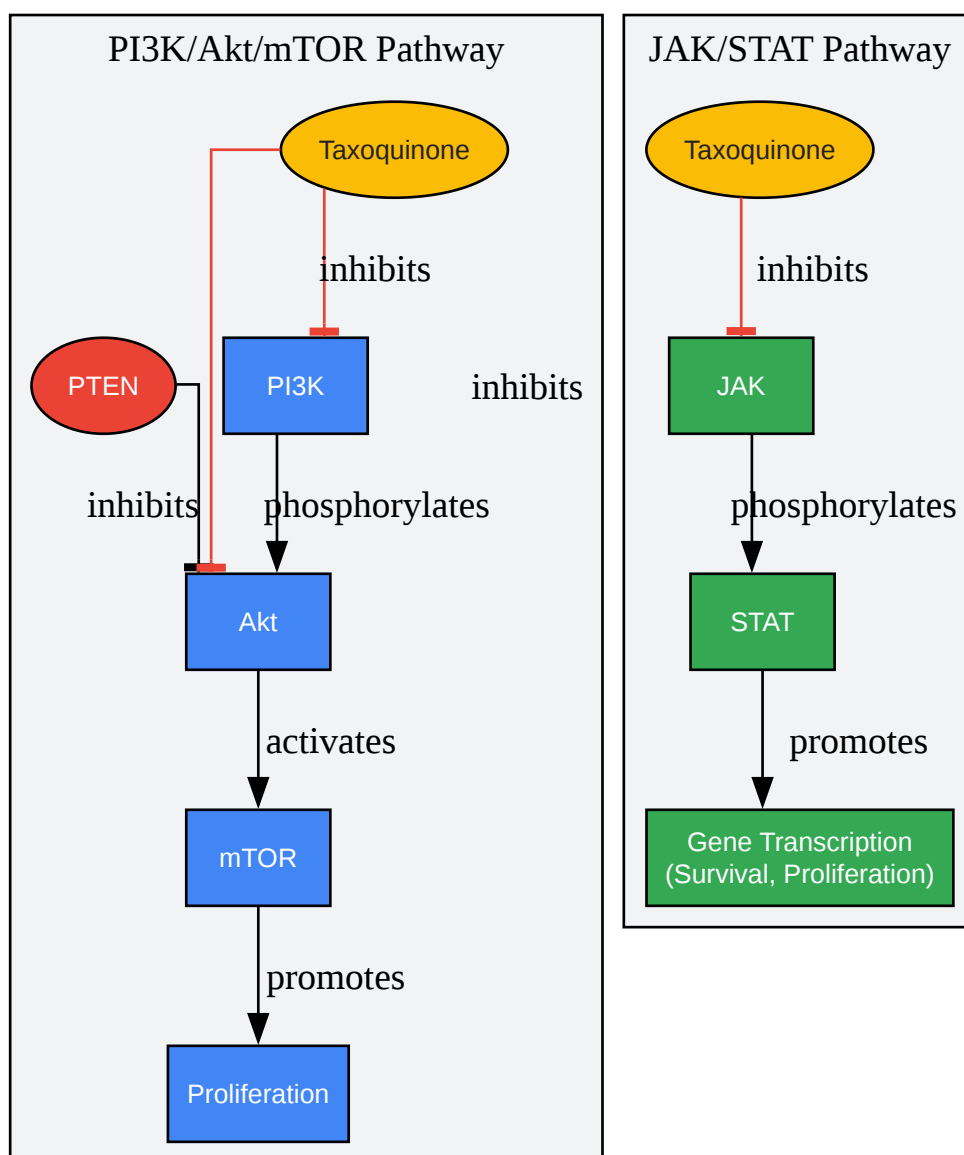 PI3K/Akt/mTOR Pathway
Taxoquinone
inhibits
PTEN
PI3K
inhibits
inhibits
phosphorylates
Akt
activates
mTOR
promotes
Proliferation
JAK/STAT Pathway
Taxoquinone
inhibits
JAK
phosphorylates
STAT
promotes
Gene Transcription
(Survival, Proliferation)